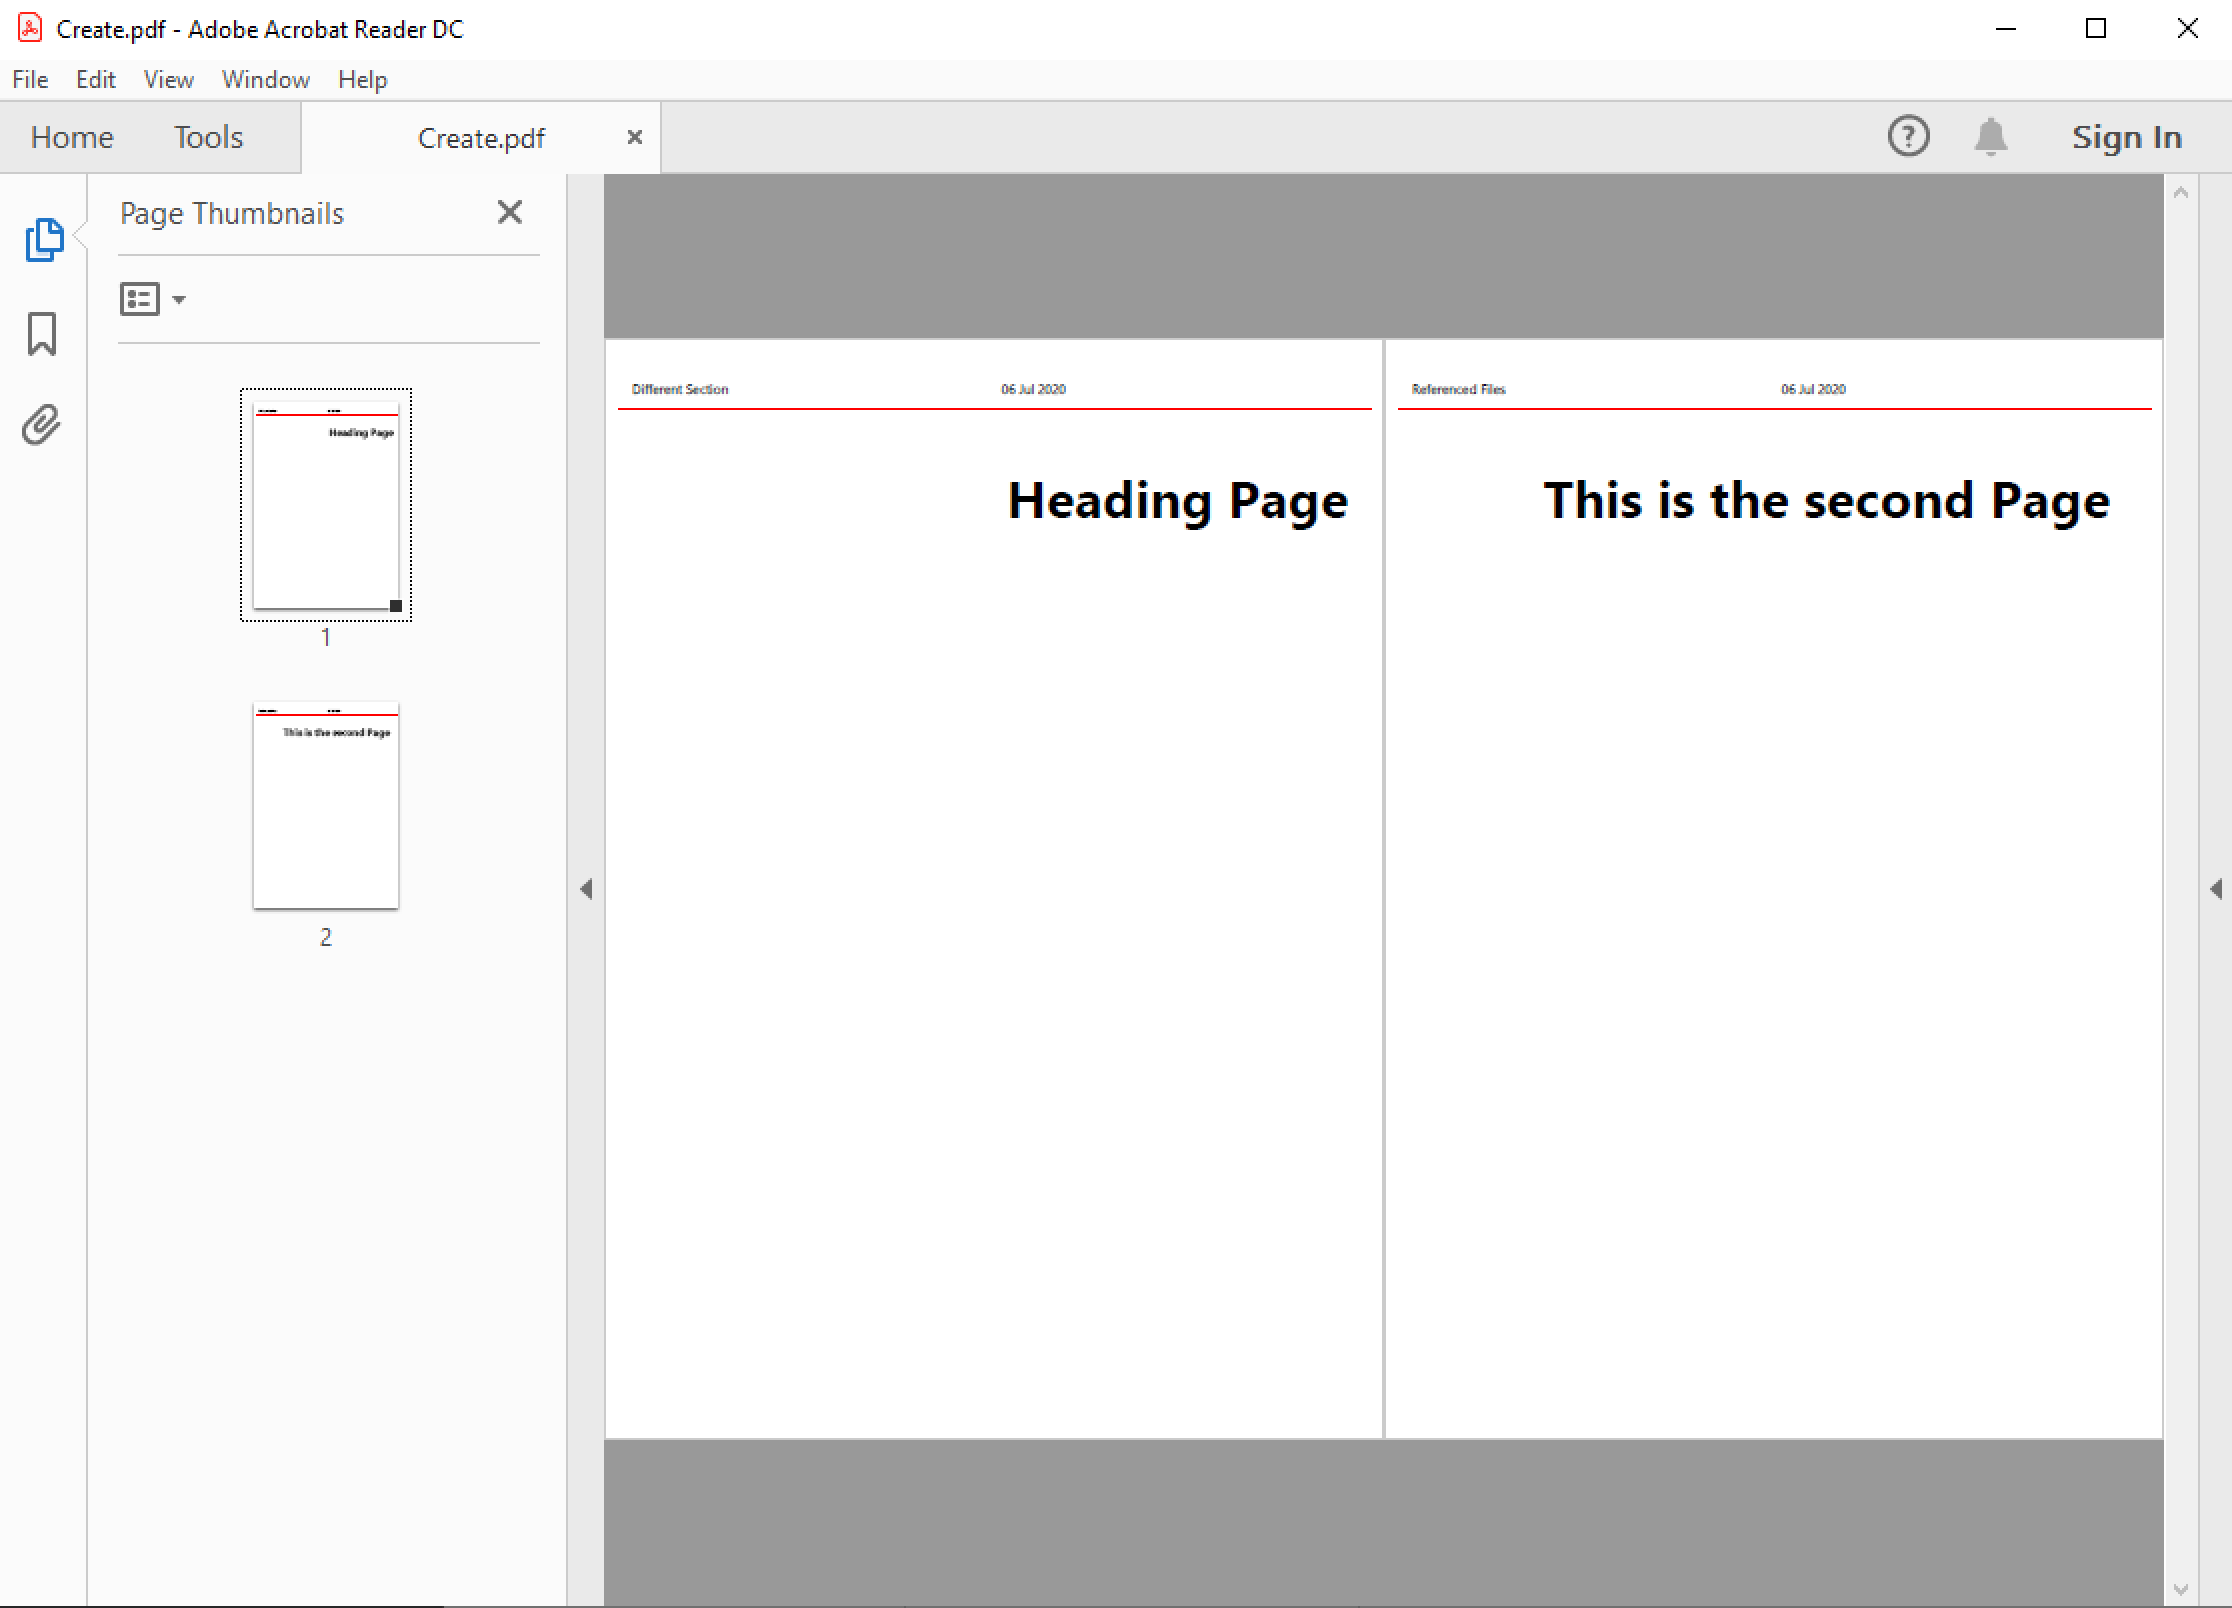 Create.pdf - Adobe Acrobat Reader DC
File Edit View Window Help
Home Tools Create.pdf Sign In
Page Thumbnails
Heading Page
1
This is the second Page
2
Different Section 06 Jul 2020
Heading Page
Referenced Files 06 Jul 2020
This is the second Page